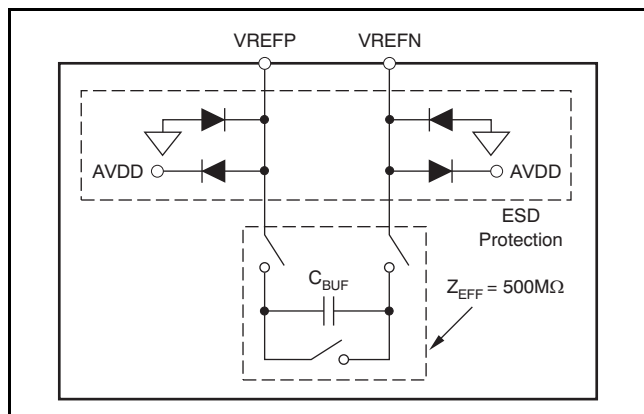 VREFP VREFN
AVDD
AVDD
ESD
Protection
C_BUF
Z_EFF = 500MΩ